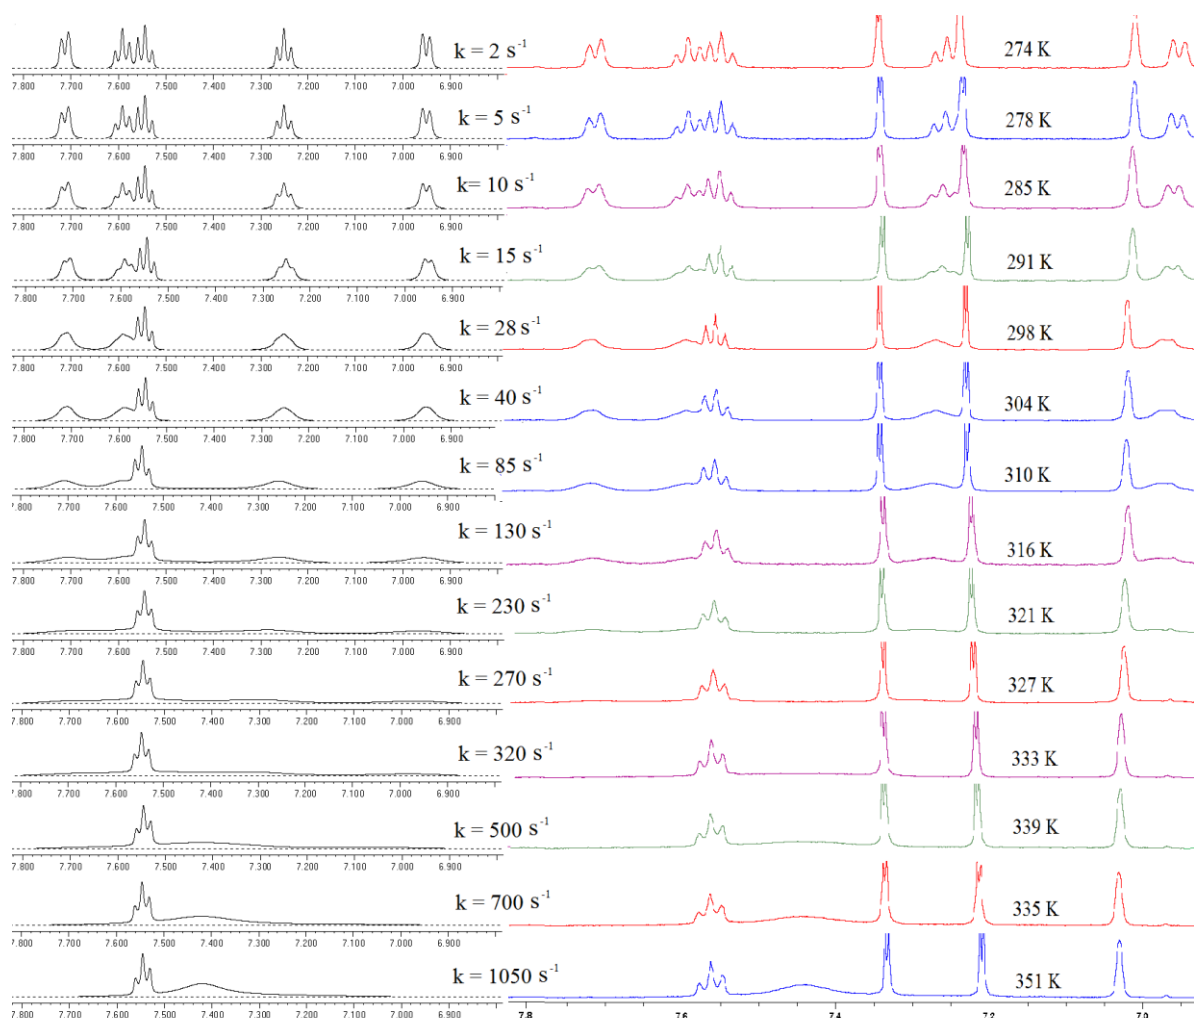 k = 2 s⁻¹ 274 K
7.800 7.700 7.600 7.500 7.400 7.300 7.200 7.100 7.000 6.900
k = 5 s⁻¹ 278 K
7.800 7.700 7.600 7.500 7.400 7.300 7.200 7.100 7.000 6.900
k= 10 s⁻¹ 285 K
7.800 7.700 7.600 7.500 7.400 7.300 7.200 7.100 7.000 6.900
k = 15 s⁻¹ 291 K
7.800 7.700 7.600 7.500 7.400 7.300 7.200 7.100 7.000 6.900
k = 28 s⁻¹ 298 K
7.800 7.700 7.600 7.500 7.400 7.300 7.200 7.100 7.000 6.900
k = 40 s⁻¹ 304 K
7.800 7.700 7.600 7.500 7.400 7.300 7.200 7.100 7.000 6.900
k = 85 s⁻¹ 310 K
7.800 7.700 7.600 7.500 7.400 7.300 7.200 7.100 7.000 6.900
k = 130 s⁻¹ 316 K
7.800 7.700 7.600 7.500 7.400 7.300 7.200 7.100 7.000 6.900
k = 230 s⁻¹ 321 K
7.800 7.700 7.600 7.500 7.400 7.300 7.200 7.100 7.000 6.900
k = 270 s⁻¹ 327 K
7.800 7.700 7.600 7.500 7.400 7.300 7.200 7.100 7.000 6.900
k = 320 s⁻¹ 333 K
7.800 7.700 7.600 7.500 7.400 7.300 7.200 7.100 7.000 6.900
k = 500 s⁻¹ 339 K
7.800 7.700 7.600 7.500 7.400 7.300 7.200 7.100 7.000 6.900
k = 700 s⁻¹ 335 K
7.800 7.700 7.600 7.500 7.400 7.300 7.200 7.100 7.000 6.900
k = 1050 s⁻¹ 351 K
7.800 7.700 7.600 7.500 7.400 7.300 7.200 7.100 7.000 6.900 7.8 7.6 7.4 7.2 7.0